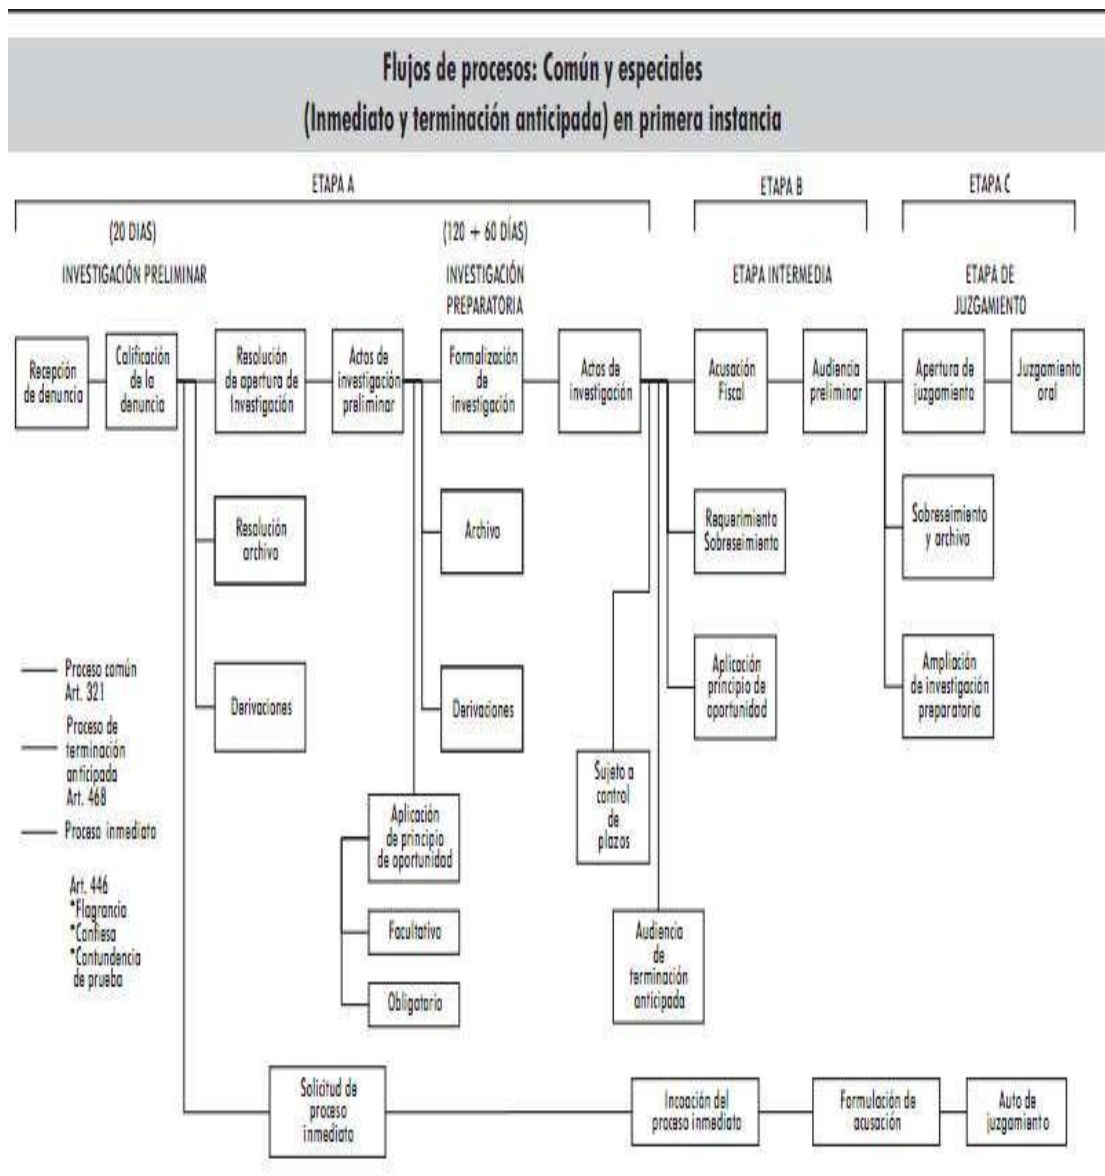 Flujos de procesos: Común y especiales
(Inmediato y terminación anticipada) en primera instancia
ETAPA A
ETAPA B
ETAPA C
(20 DIAS)
(120 + 60 DÍAS)
INVESTIGACIÓN PRELIMINAR
INVESTIGACIÓN
PREPARATORIA
ETAPA INTERMEDIA
ETAPA DE
JUZGAMIENTO
Recepción
de denuncia
Calificación
de la
denuncia
Resolución
de apertura de
Investigación
Actos de
investigación
preliminar
Formalización
de
investigación
Actos de
investigación
Acusación
Fiscal
Audiencia
preliminar
Apertura de
juzgamiento
Juzgamiento
oral
Resolución
archivo
Archivo
Requerimiento
Sobreseimiento
Sobreseimiento
y archivo
Derivaciones
Derivaciones
Aplicación
principio de
oportunidad
Ampliación
de investigación
preparatoria
Proceso común
Art. 321
Proceso de
terminación
anticipada
Art. 468
Proceso inmediato
Art. 446
*Flagrancia
*Confiesa
*Contundencia
de prueba
Sujeto a
control
de
plazos
Aplicación
de principio
de oportunidad
Facultativo
Obligatorio
Audiencia
de
terminación
anticipada
Solicitud de
proceso
inmediato
Incoación del
proceso inmediato
Formulación de
acusación
Auto de
juzgamiento